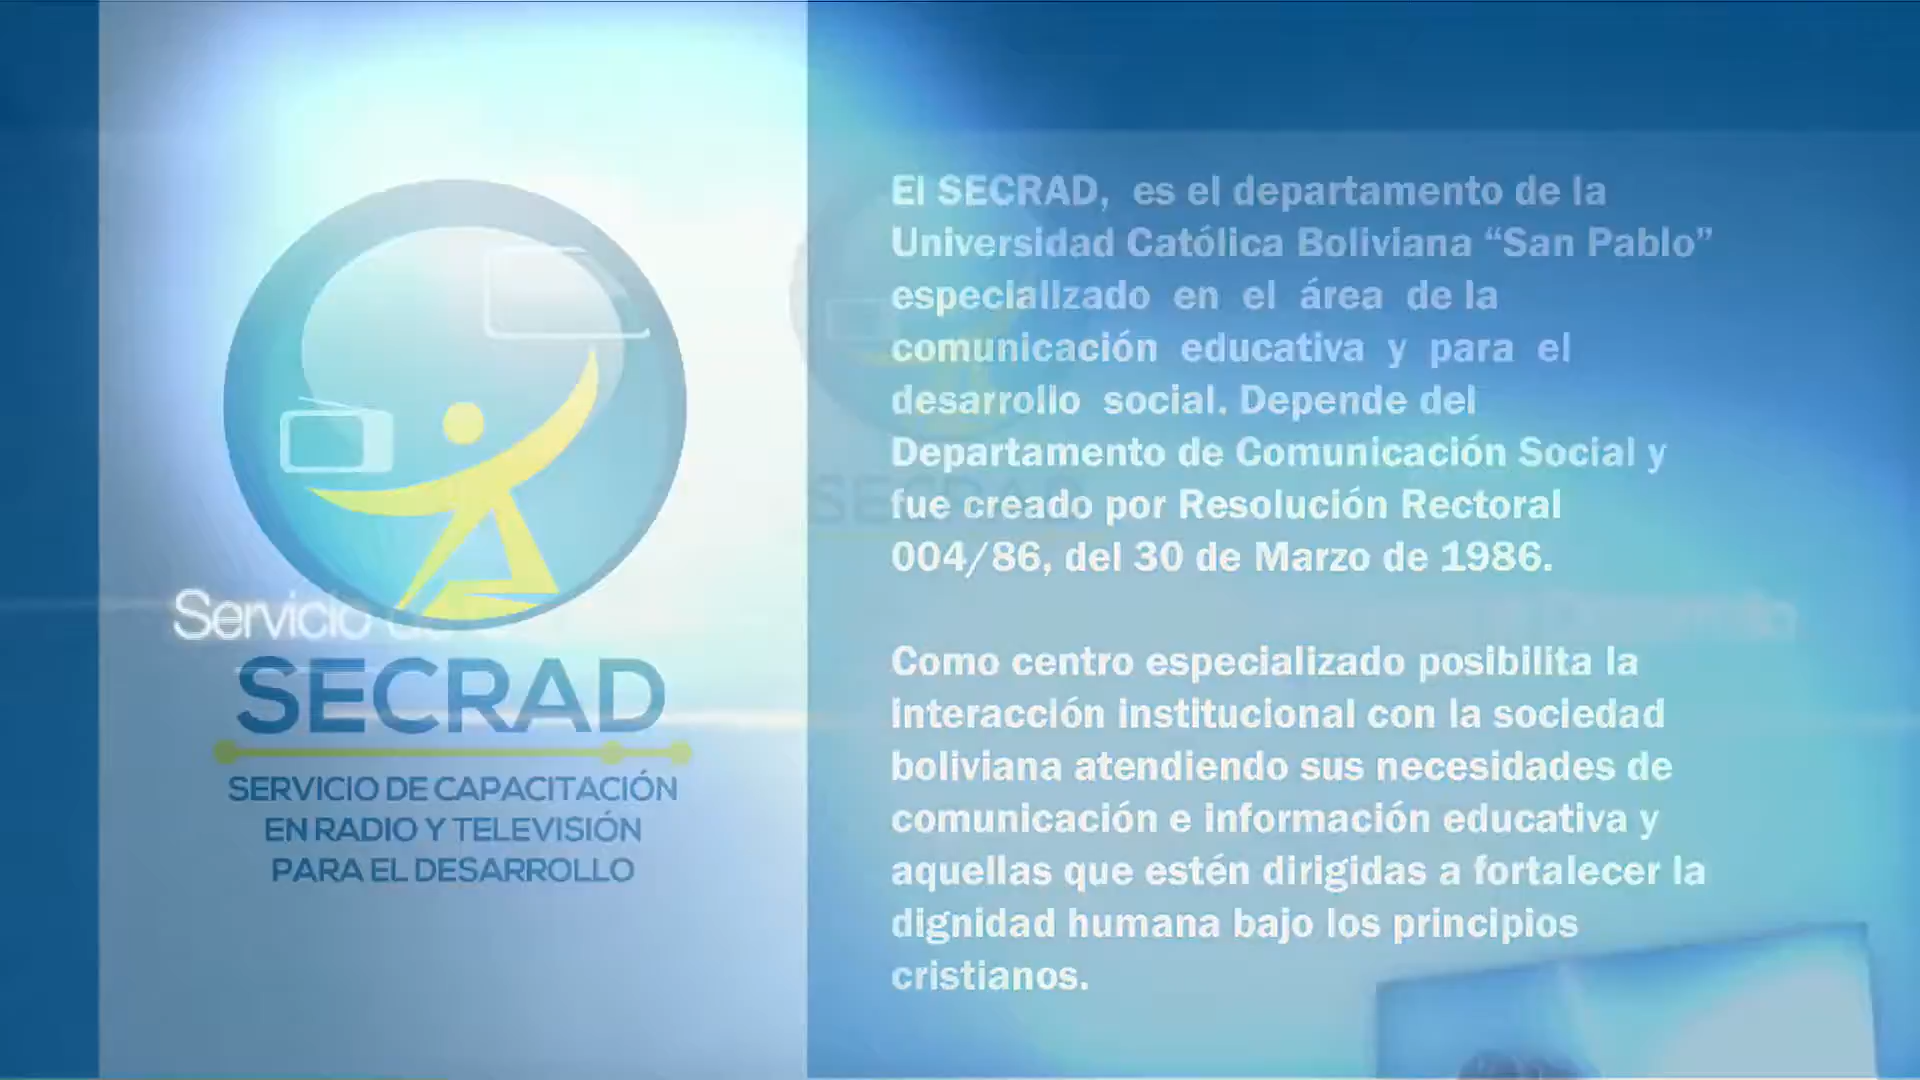 El SECRAD, es el departamento de la
Universidad Católica Boliviana “San Pablo”
especializado en el área de la
comunicación educativa y para el
desarrollo social. Depende del
Departamento de Comunicación Social y
fue creado por Resolución Rectoral
004/86, del 30 de Marzo de 1986.
Como centro especializado posibilita la
interacción institucional con la sociedad
boliviana atendiendo sus necesidades de
comunicación e información educativa y
aquellas que estén dirigidas a fortalecer la
dignidad humana bajo los principios
cristianos.
Servicio
SECRAD
SERVICIO DE CAPACITACIÓN
EN RADIO Y TELEVISIÓN
PARA EL DESARROLLO
SECRAD